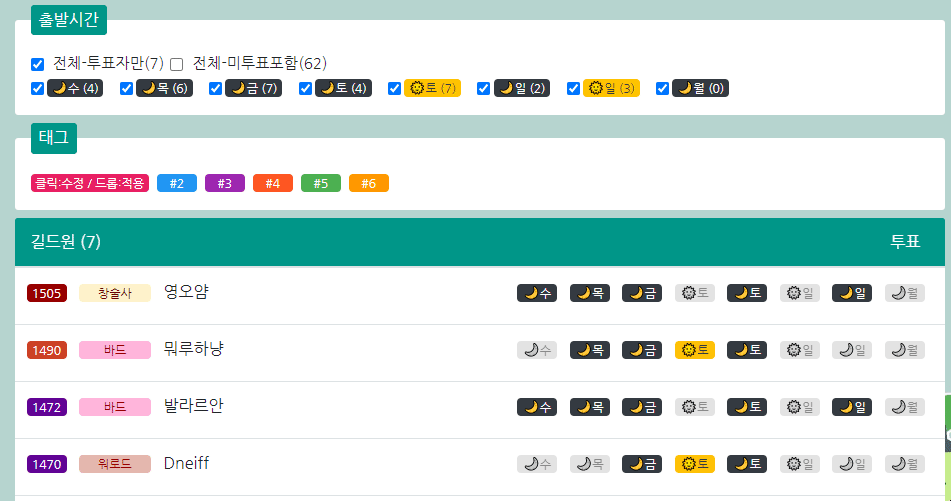 출발시간
전체-투표자만(7) 전체-미투표포함(62)
수 (4) 목 (6) 금 (7) 토 (4) 토 (7) 일 (2) 일 (3) 월 (0)
태그
클릭:수정 / 드롭:적용 #2 #3 #4 #5 #6
길드원 (7) 투표
1505 창술사 영오얌 수 목 금 토 토 일 일 월
1490 바드 뭐루하냥 수 목 금 토 토 일 일 월
1472 바드 발라르안 수 목 금 토 토 일 일 월
1470 워로드 Dneiff 수 목 금 토 토 일 일 월